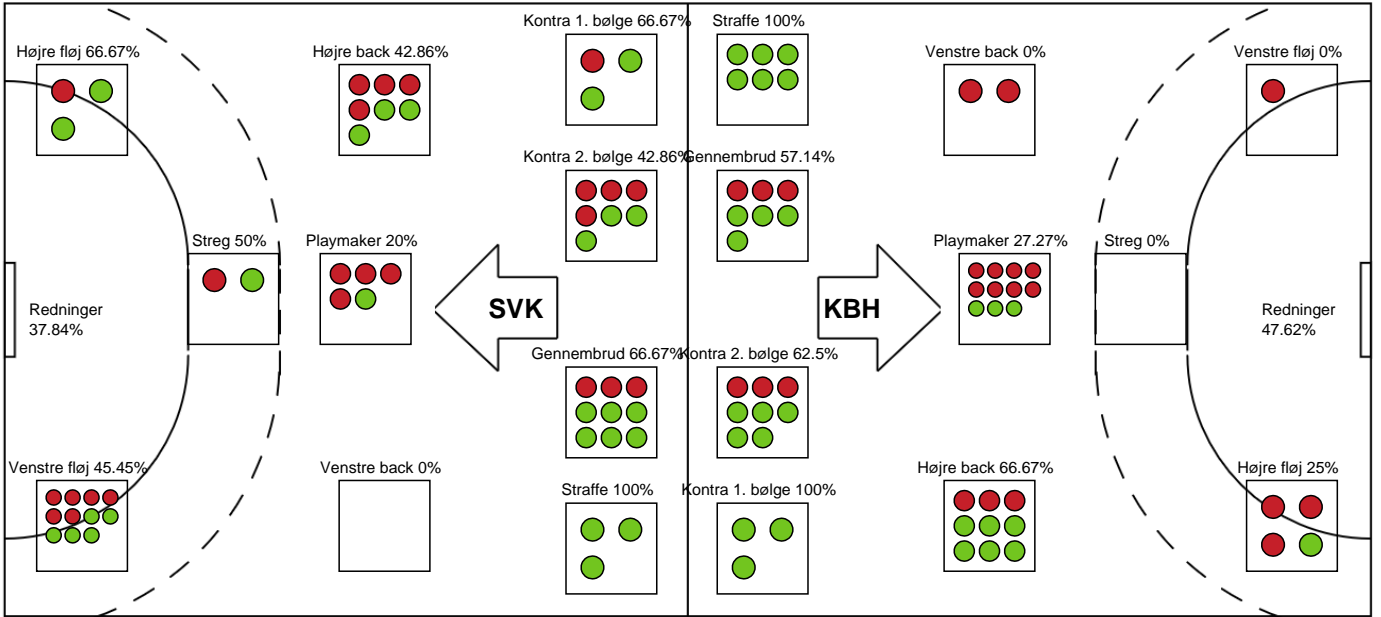 Kontra 1. bølge 66.67%
Straffe 100%
Højre fløj 66.67%
Højre back 42.86%
Venstre back 0%
Venstre fløj 0%
Kontra 2. bølge 42.86%
Gennembrud 57.14%
Streg 50%
Playmaker 20%
Playmaker 27.27%
Streg 0%
Redninger
37.84%
SVK
KBH
Redninger
47.62%
Gennembrud 66.67%
Kontra 2. bølge 62.5%
Venstre fløj 45.45%
Venstre back 0%
Straffe 100%
Kontra 1. bølge 100%
Højre back 66.67%
Højre fløj 25%